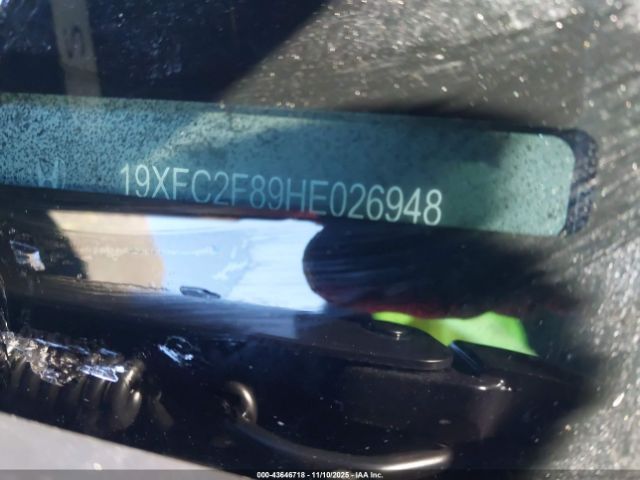 19XFC2F89HE026948
000-43646718 - 11/10/2025 - IAA Inc.